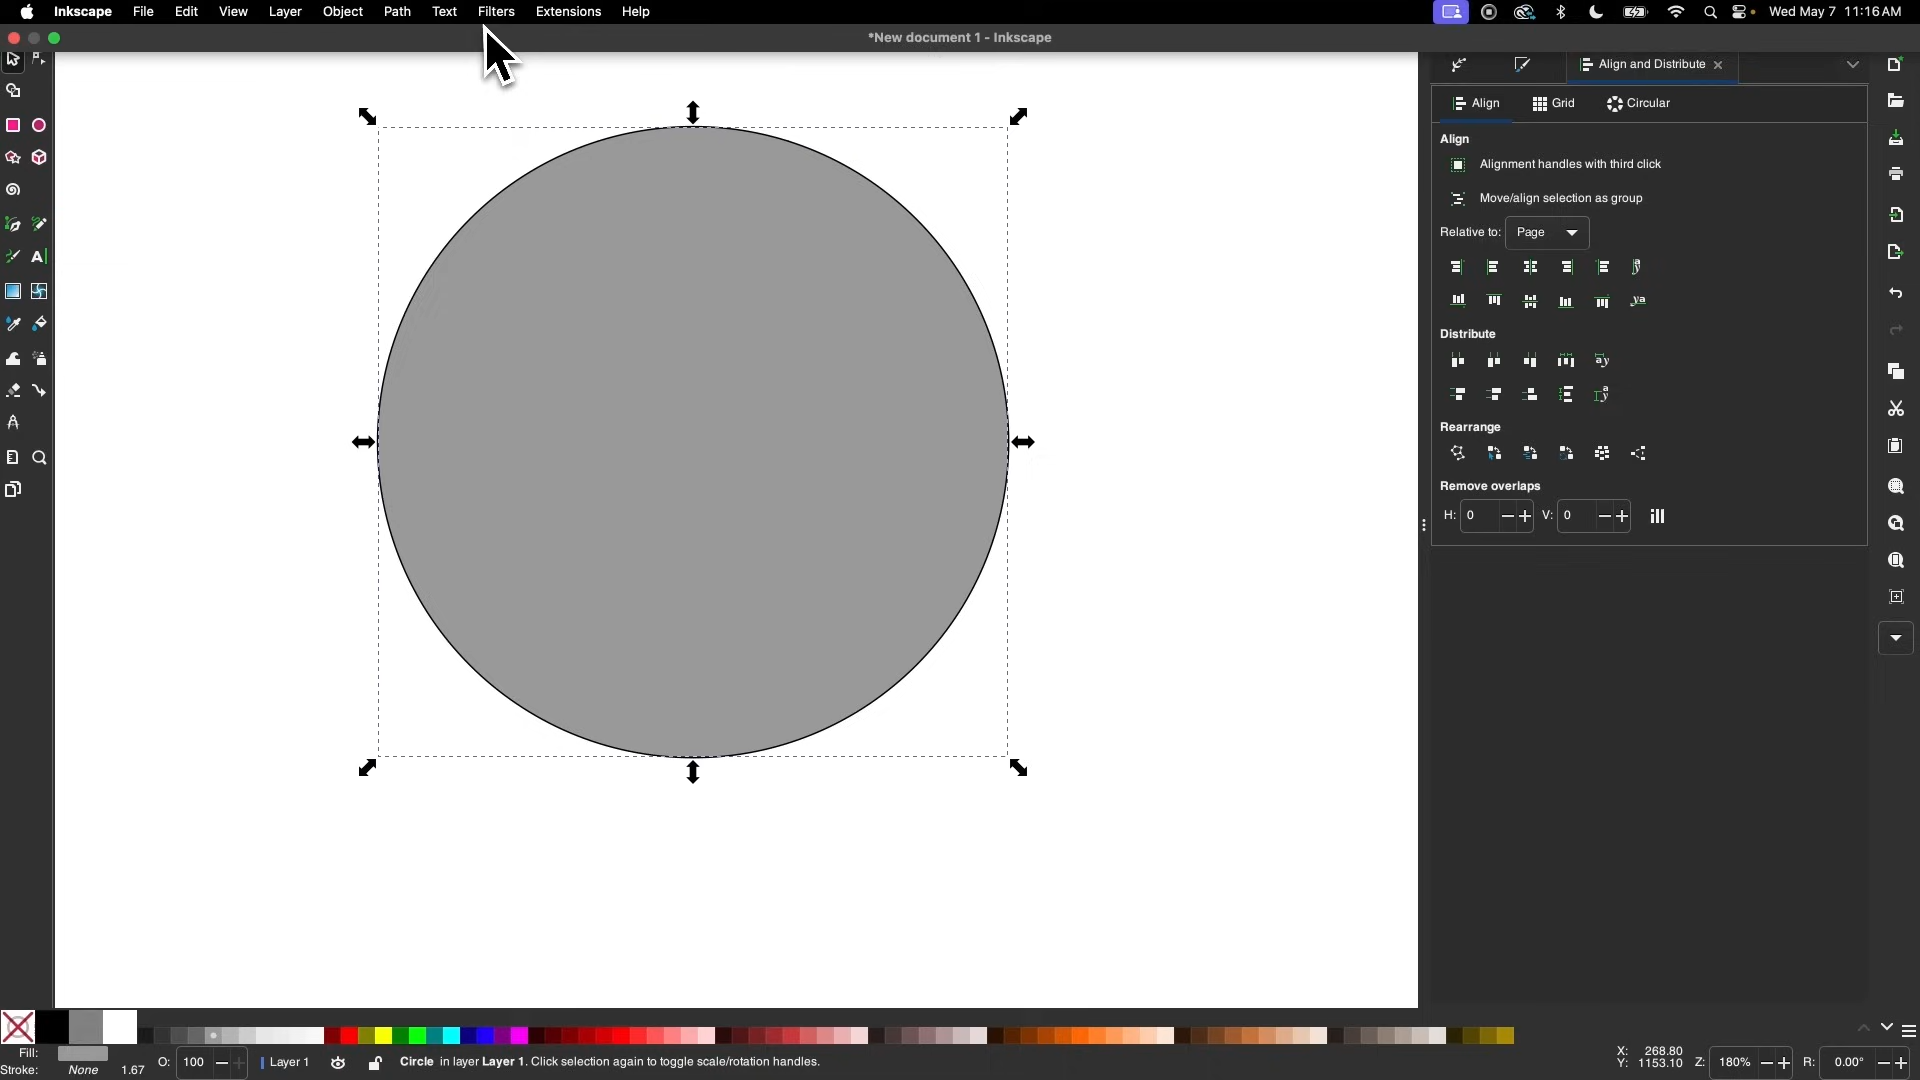 Inkscape File Edit View Layer Object Path Text Filters Extensions Help Wed May 7 11:16 AM
*New document 1 - Inkscape
Align and Distribute
Align Grid Circular
Align
Alignment handles with third click
Move/align selection as group
Relative to: Page
Distribute
Rearrange
Remove overlaps
H: 0 V: 0
Fill: O: 100 Layer 1 Circle in layer Layer 1. Click selection again to toggle scale/rotation handles. X: 268.80 Z: 180% R: 0.00°
Stroke: None 1.67 Y: 1153.10